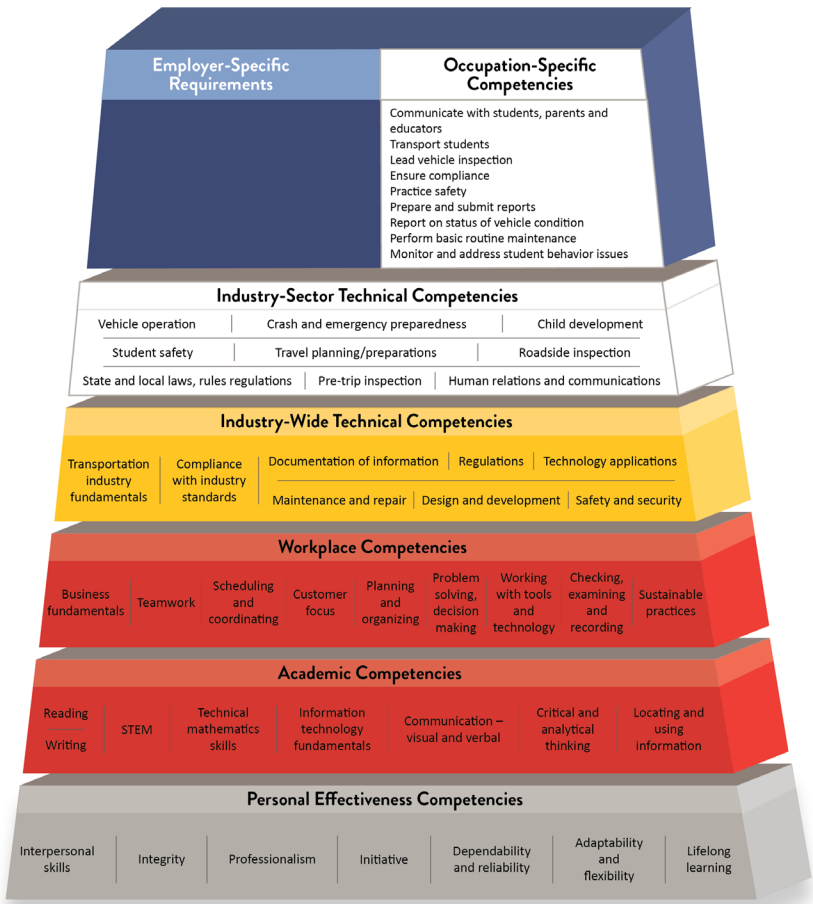 Employer-Specific
Requirements
Occupation-Specific
Competencies
Communicate with students, parents and
educators
Transport students
Lead vehicle inspection
Ensure compliance
Practice safety
Prepare and submit reports
Report on status of vehicle condition
Perform basic routine maintenance
Monitor and address student behavior issues
Industry-Sector Technical Competencies
Vehicle operation
Crash and emergency preparedness
Child development
Student safety
Travel planning/preparations
Roadside inspection
State and local laws, rules regulations
Pre-trip inspection
Human relations and communications
Industry-Wide Technical Competencies
Transportation
industry
fundamentals
Compliance
with industry
standards
Documentation of information
Regulations
Technology applications
Maintenance and repair
Design and development
Safety and security
Workplace Competencies
Business
fundamentals
Teamwork
Scheduling
and
coordinating
Customer
focus
Planning
and
organizing
Problem
solving,
decision
making
Working
with tools
and
technology
Checking,
examining
and
recording
Sustainable
practices
Academic Competencies
Reading
Writing
STEM
Technical
mathematics
skills
Information
technology
fundamentals
Communication –
visual and verbal
Critical and
analytical
thinking
Locating and
using
information
Personal Effectiveness Competencies
Interpersonal
skills
Integrity
Professionalism
Initiative
Dependability
and reliability
Adaptability
and
flexibility
Lifelong
learning